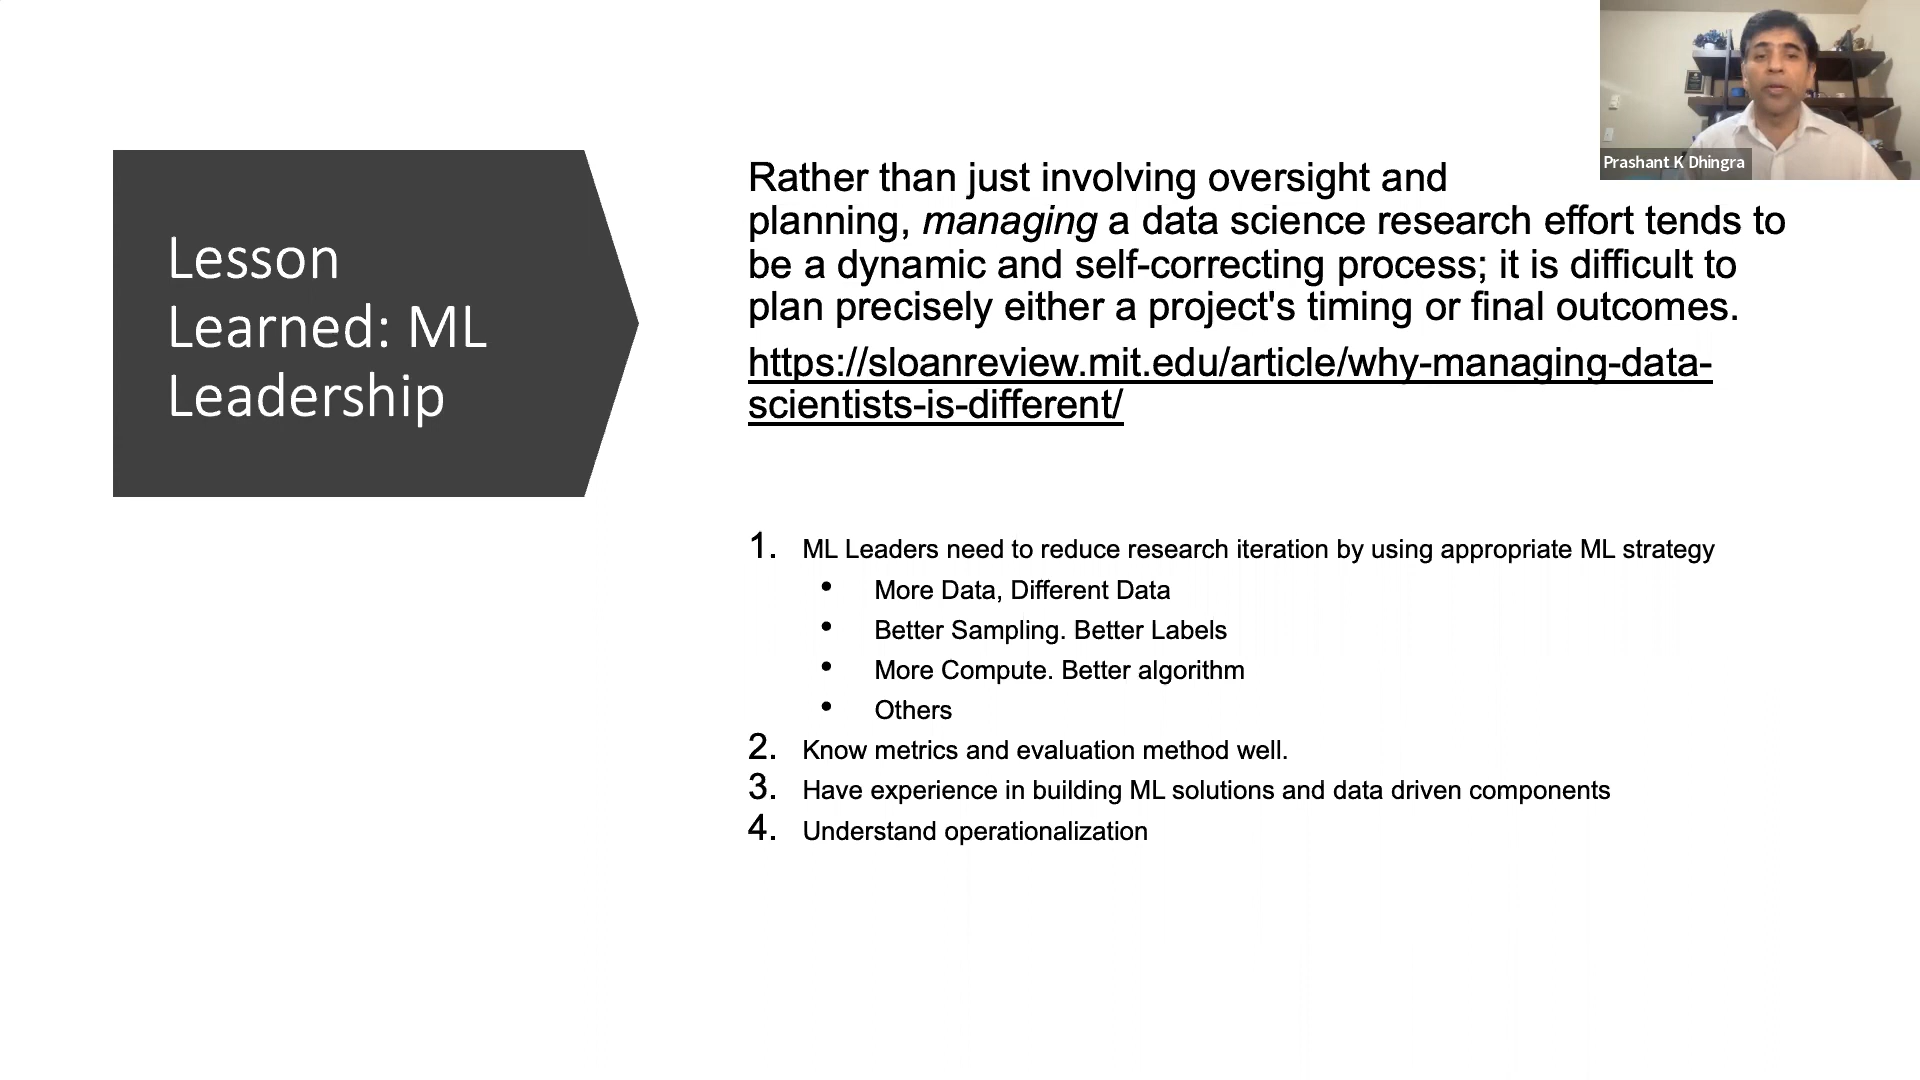 Prashant K Dhingra
Lesson
Learned: ML
Leadership
Rather than just involving oversight and
planning, managing a data science research effort tends to
be a dynamic and self-correcting process; it is difficult to
plan precisely either a project's timing or final outcomes.
https://sloanreview.mit.edu/article/why-managing-data-
scientists-is-different/
1. ML Leaders need to reduce research iteration by using appropriate ML strategy
• More Data, Different Data
• Better Sampling. Better Labels
• More Compute. Better algorithm
• Others
2. Know metrics and evaluation method well.
3. Have experience in building ML solutions and data driven components
4. Understand operationalization